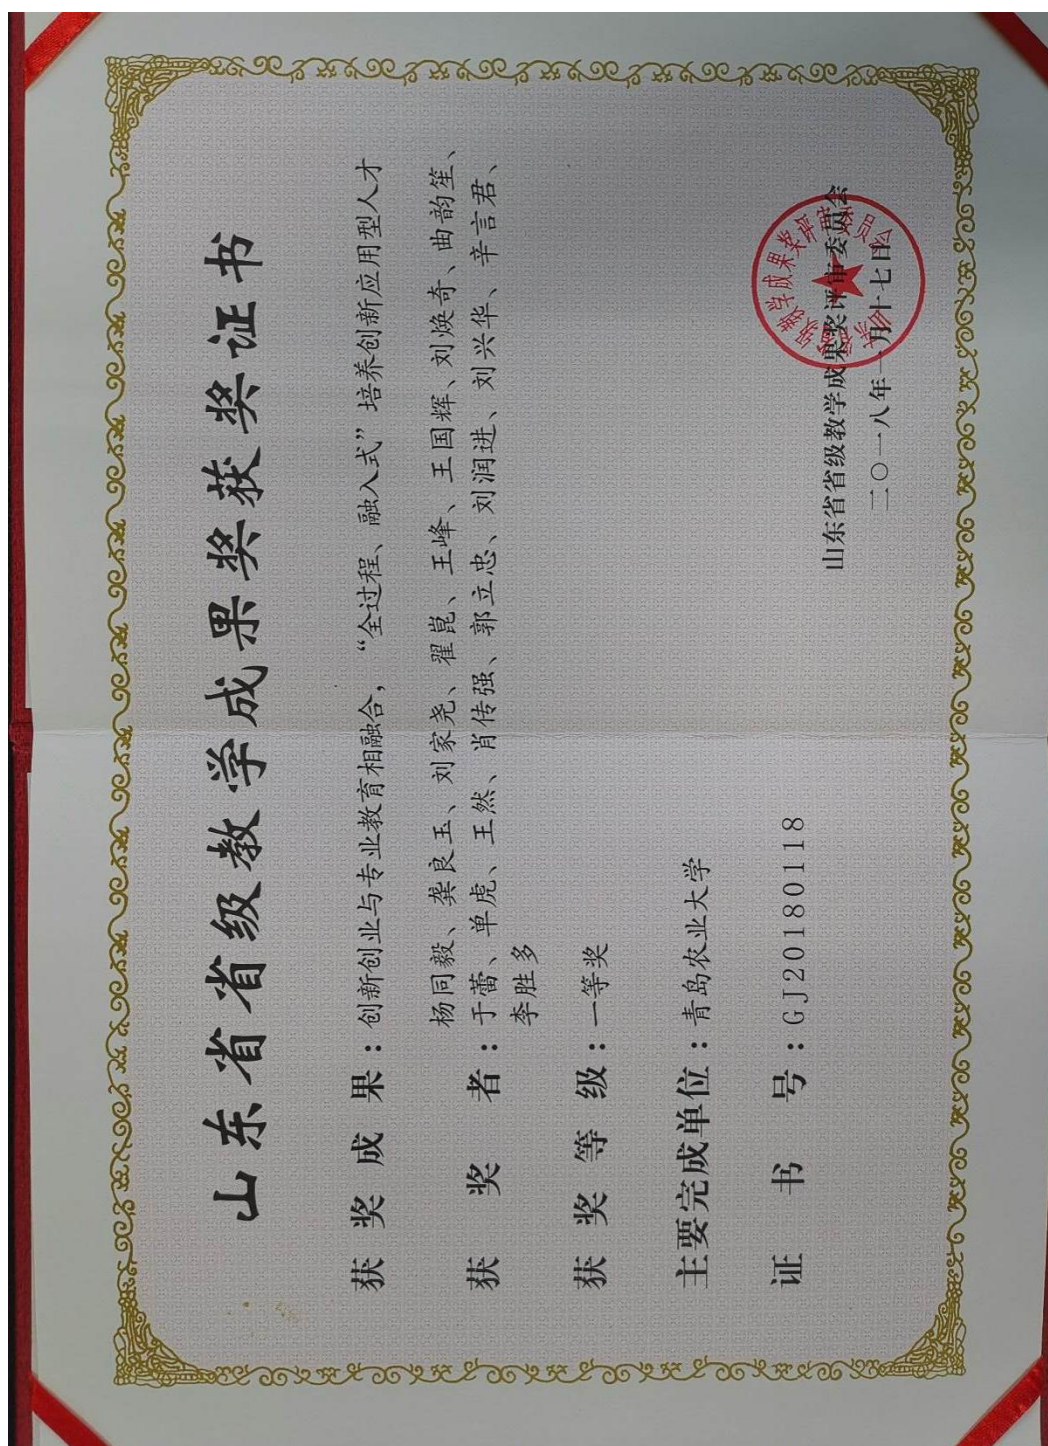 山东省省级教学成果奖获奖证书
获奖成果：创新创业与专业教育相融合，“全过程、融入式”培养创新应用型人才
杨同毅、龚良玉、刘家尧、翟崑、王峰、王国辉、刘焕奇、曲韵笙、
获奖者：于蕾、单虎、王然、肖传强、郭立忠、刘润进、刘兴华、辛言君、
李胜多
获奖等级：一等奖
主要完成单位：青岛农业大学
证书号：GJ20180118
山东省省级教学成果奖评审委员会
二〇一八年一月十七日